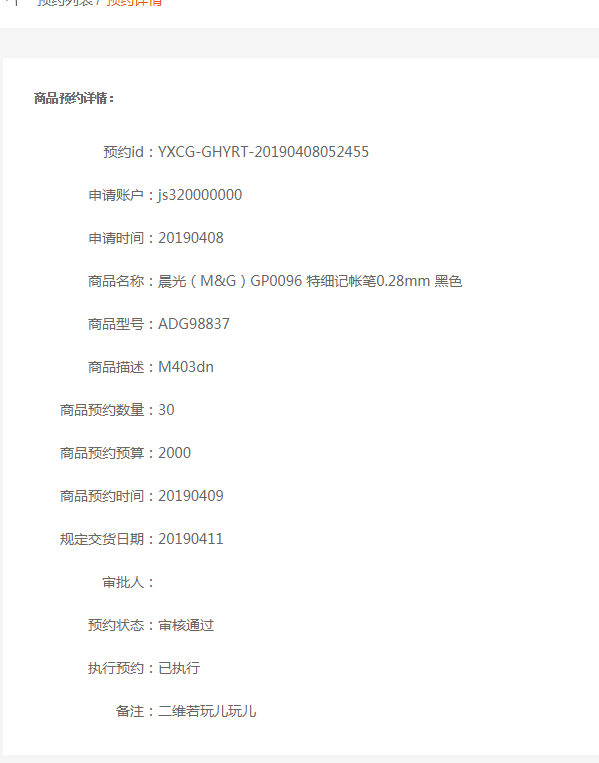 预约列表 / 预约详情
商品预约详情：
预约id：YXCG-GHYRT-20190408052455
申请账户：js320000000
申请时间：20190408
商品名称：晨光（M&G）GP0096 特细记帐笔0.28mm 黑色
商品型号：ADG98837
商品描述：M403dn
商品预约数量：30
商品预约预算：2000
商品预约时间：20190409
规定交货日期：20190411
审批人：
预约状态：审核通过
执行预约：已执行
备注：二维若玩儿玩儿